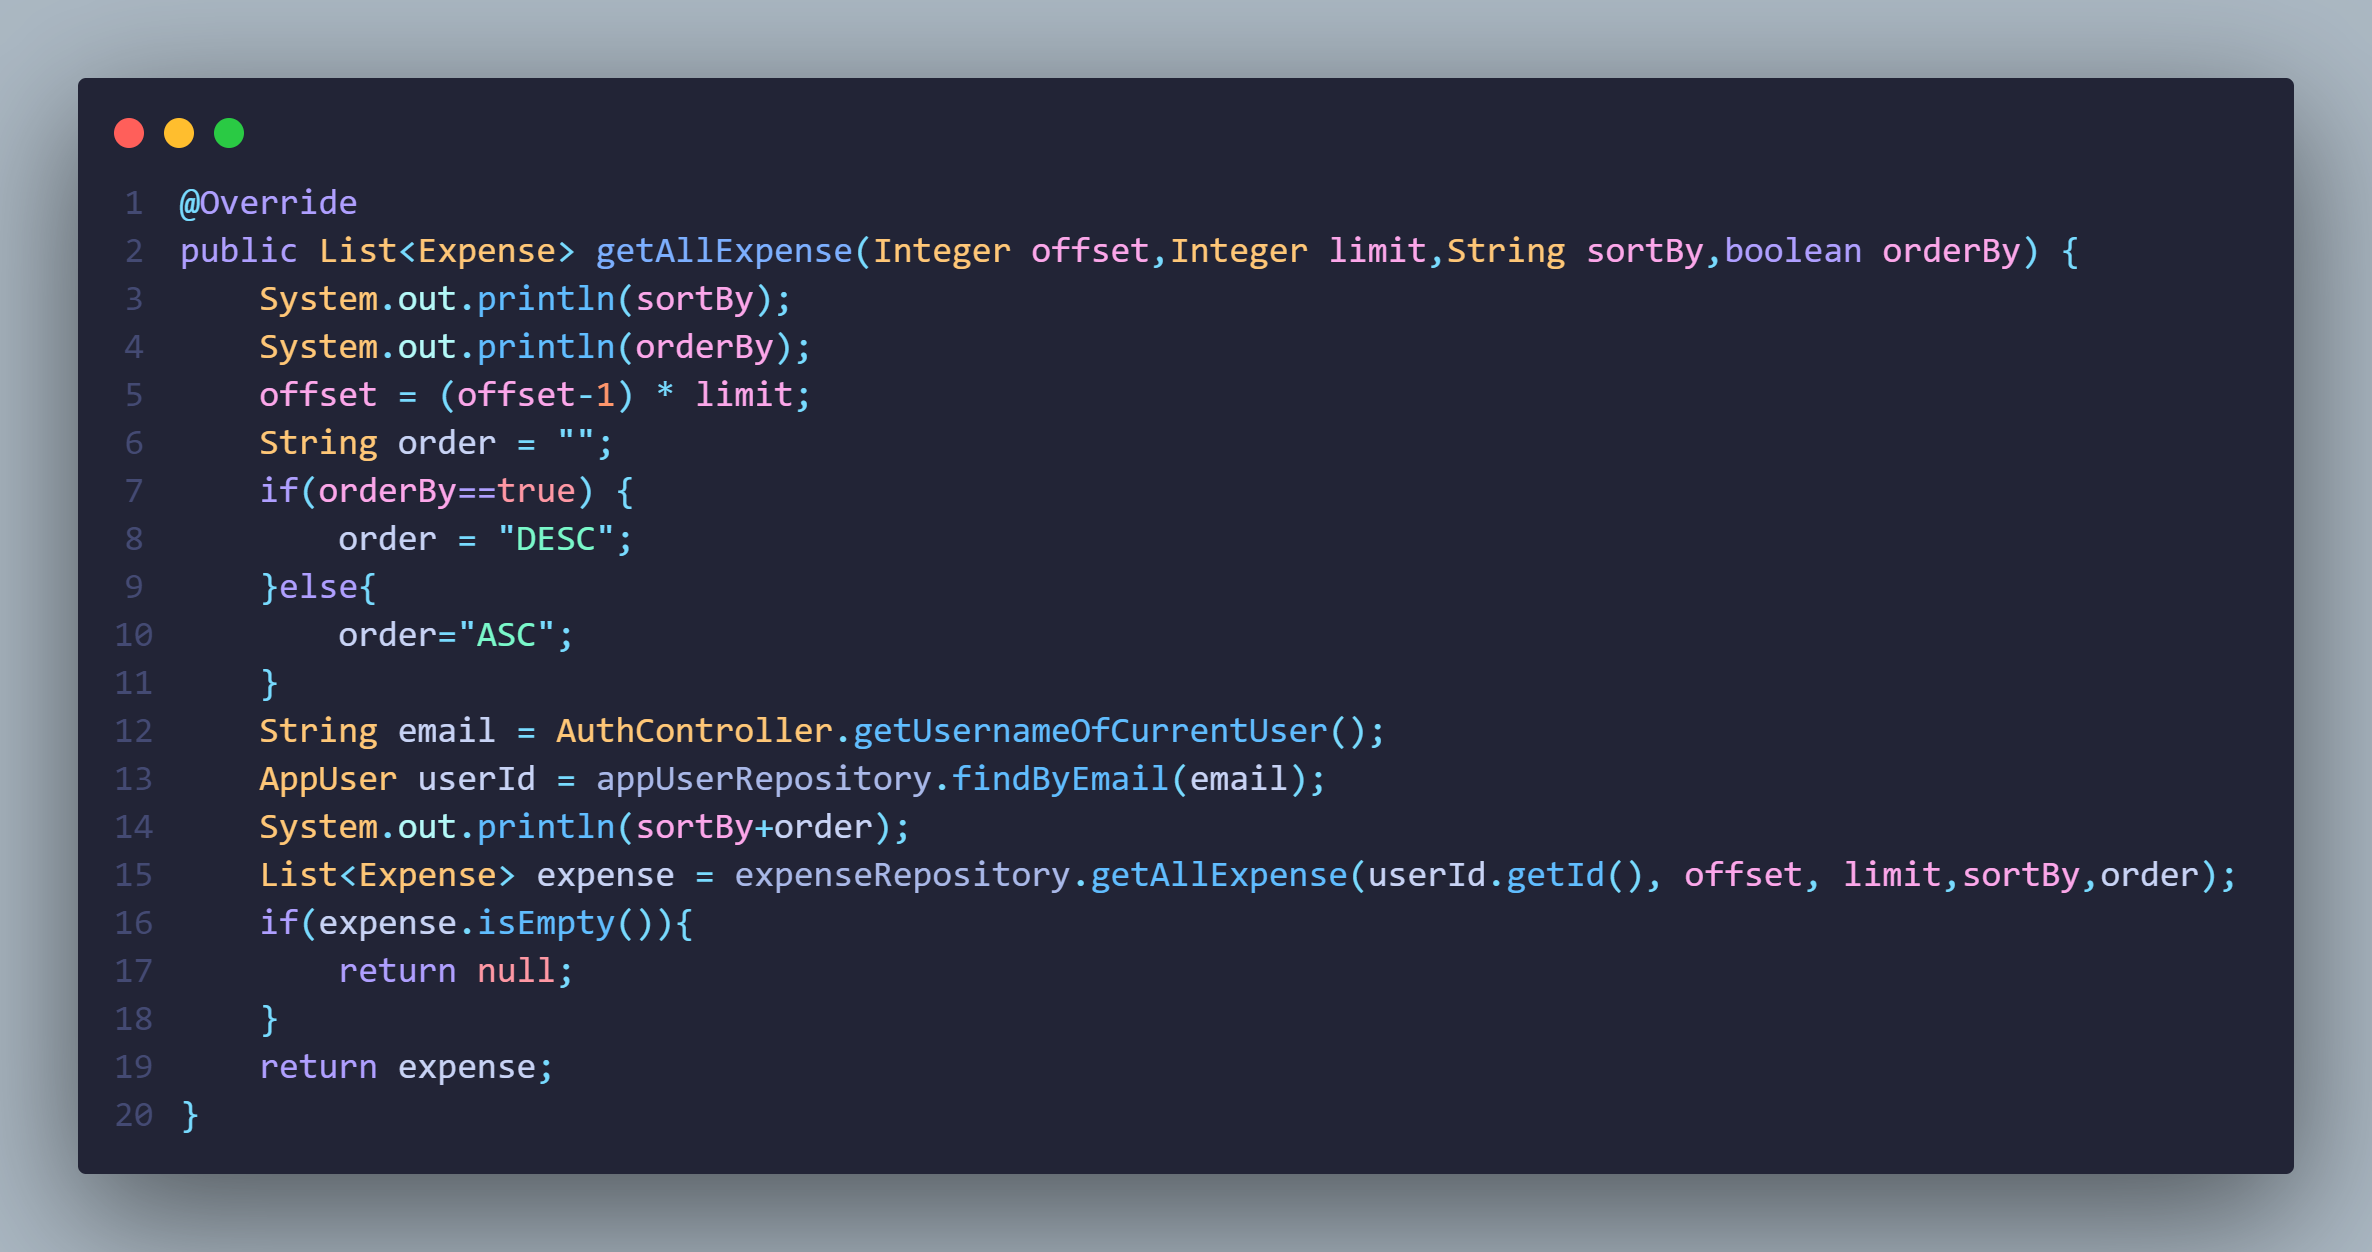 1 @Override
2 public List<Expense> getAllExpense(Integer offset,Integer limit,String sortBy,boolean orderBy) {
3     System.out.println(sortBy);
4     System.out.println(orderBy);
5     offset = (offset-1) * limit;
6     String order = "";
7     if(orderBy==true) {
8         order = "DESC";
9     }else{
10         order="ASC";
11     }
12     String email = AuthController.getUsernameOfCurrentUser();
13     AppUser userId = appUserRepository.findByEmail(email);
14     System.out.println(sortBy+order);
15     List<Expense> expense = expenseRepository.getAllExpense(userId.getId(), offset, limit,sortBy,order);
16     if(expense.isEmpty()){
17         return null;
18     }
19     return expense;
20 }